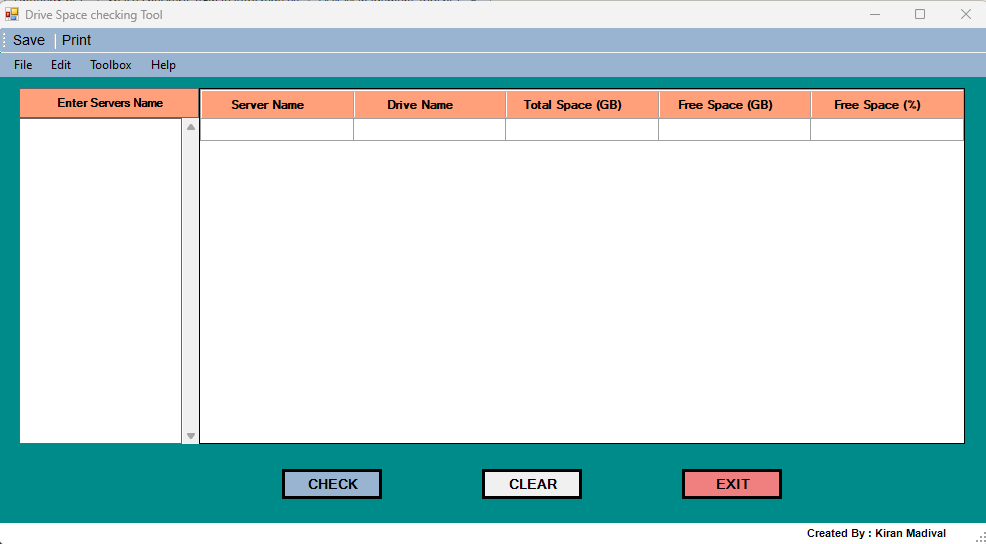 Drive Space checking Tool
Save Print
File Edit Toolbox Help
Enter Servers Name Server Name Drive Name Total Space (GB) Free Space (GB) Free Space (%)
CHECK CLEAR EXIT
Created By : Kiran Madival